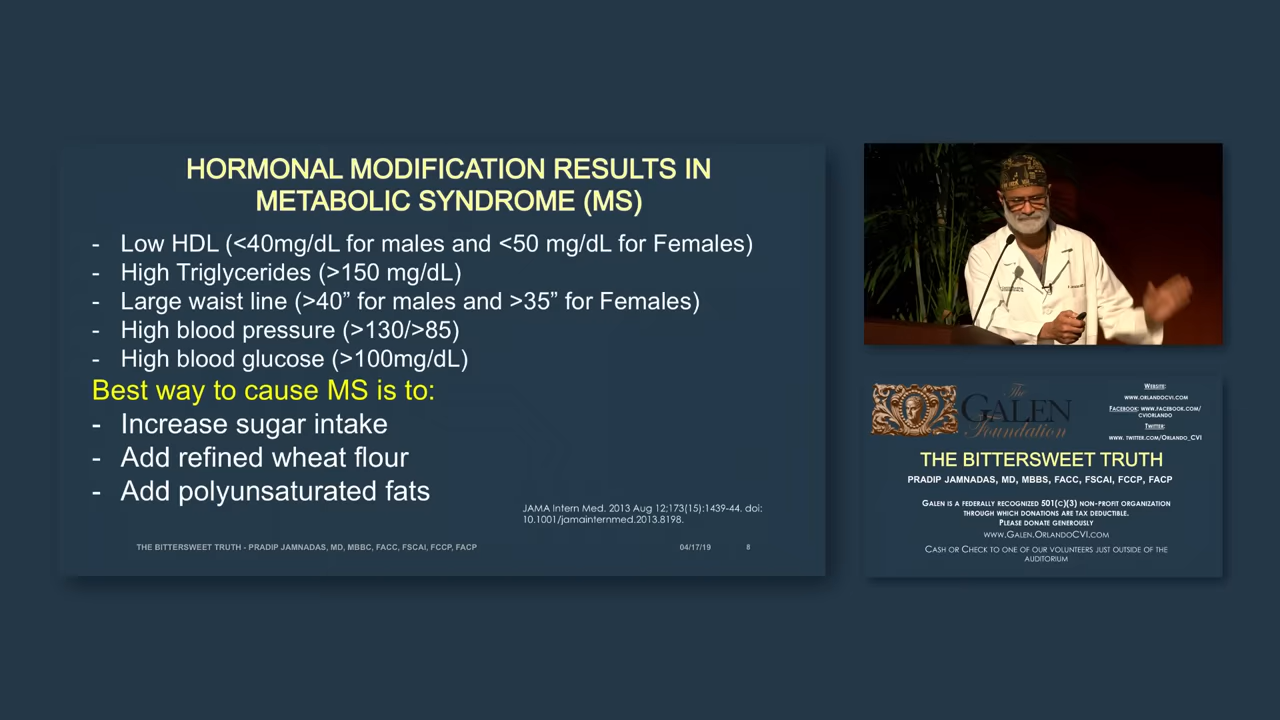 HORMONAL MODIFICATION RESULTS IN
METABOLIC SYNDROME (MS)
- Low HDL (<40mg/dL for males and <50 mg/dL for Females)
- High Triglycerides (>150 mg/dL)
- Large waist line (>40” for males and >35” for Females)
- High blood pressure (>130/>85)
- High blood glucose (>100mg/dL)
Best way to cause MS is to:
- Increase sugar intake
- Add refined wheat flour
- Add polyunsaturated fats
JAMA Intern Med. 2013 Aug 12;173(15):1439-44. doi:
10.1001/jamainternmed.2013.8198.
THE BITTERSWEET TRUTH - PRADIP JAMNADAS, MD, MBBC, FACC, FSCAI, FCCP, FACP
04/17/19
8
The
GALEN
Foundation
WEBSITE:
WWW.ORLANDOCVI.COM
FACEBOOK: WWW.FACEBOOK.COM/
CVIORLANDO
TWITTER:
WWW. TWITTER.COM/ORLANDO_CVI
THE BITTERSWEET TRUTH
PRADIP JAMNADAS, MD, MBBS, FACC, FSCAI, FCCP, FACP
GALEN IS A FEDERALLY RECOGNIZED 501(C)(3) NON-PROFIT ORGANIZATION
THROUGH WHICH DONATIONS ARE TAX DEDUCTIBLE.
PLEASE DONATE GENEROUSLY
WWW.GALEN.ORLANDOCVI.COM
CASH OR CHECK TO ONE OF OUR VOLUNTEERS JUST OUTSIDE OF THE
AUDITORIUM